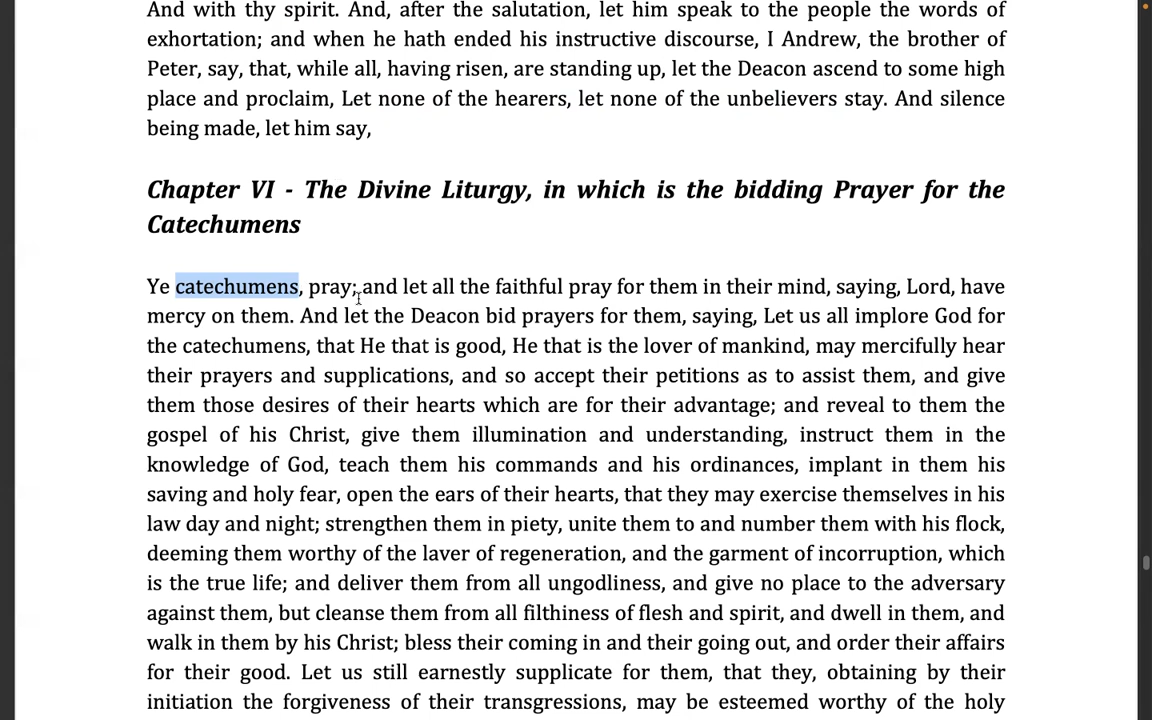 And with thy spirit. And, after the salutation, let him speak to the people the words of
exhortation; and when he hath ended his instructive discourse, I Andrew, the brother of
Peter, say, that, while all, having risen, are standing up, let the Deacon ascend to some high
place and proclaim, Let none of the hearers, let none of the unbelievers stay. And silence
being made, let him say,
Chapter VI - The Divine Liturgy, in which is the bidding Prayer for the
Catechumens
Ye catechumens, pray; and let all the faithful pray for them in their mind, saying, Lord, have
mercy on them. And let the Deacon bid prayers for them, saying, Let us all implore God for
the catechumens, that He that is good, He that is the lover of mankind, may mercifully hear
their prayers and supplications, and so accept their petitions as to assist them, and give
them those desires of their hearts which are for their advantage; and reveal to them the
gospel of his Christ, give them illumination and understanding, instruct them in the
knowledge of God, teach them his commands and his ordinances, implant in them his
saving and holy fear, open the ears of their hearts, that they may exercise themselves in his
law day and night; strengthen them in piety, unite them to and number them with his flock,
deeming them worthy of the laver of regeneration, and the garment of incorruption, which
is the true life; and deliver them from all ungodliness, and give no place to the adversary
against them, but cleanse them from all filthiness of flesh and spirit, and dwell in them, and
walk in them by his Christ; bless their coming in and their going out, and order their affairs
for their good. Let us still earnestly supplicate for them, that they, obtaining by their
initiation the forgiveness of their transgressions, may be esteemed worthy of the holy